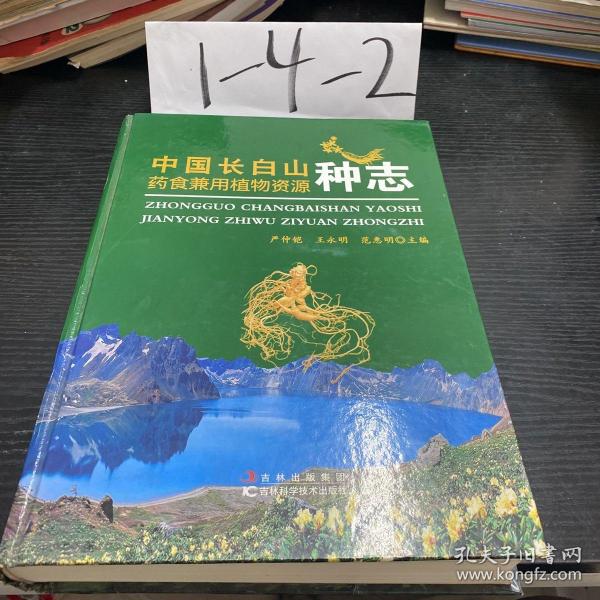 1-4-2
中国长白山
药食兼用植物资源
种志
ZHONGGUO CHANGBAISHAN YAOSHI
JIANYONG ZHIWU ZIYUAN ZHONGZHI
严仲铠 王永明 范惠明◎主编
吉林出版集团
吉林科学技术出版社
孔夫子旧書网
www.kongfz.com